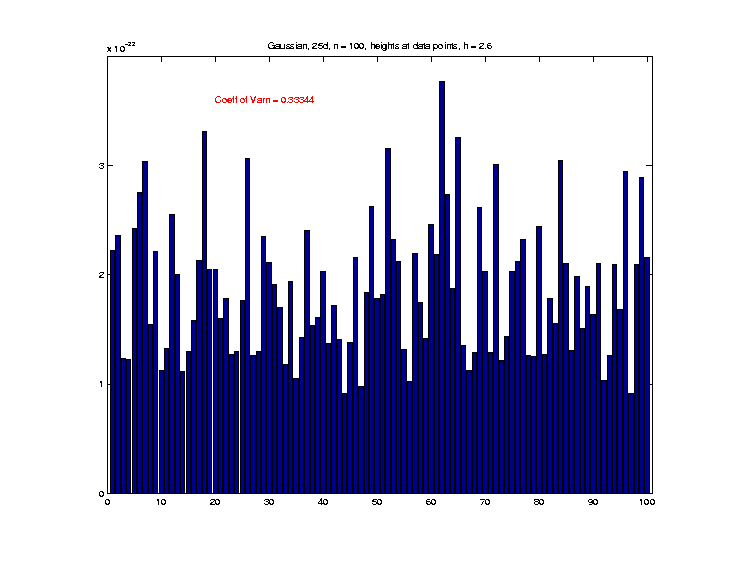 Gaussian, 25d, n = 100, heights at data points, h = 2.6
x 10^-22
Coeff of Varn = 0.33344
3
2
1
0
0 10 20 30 40 50 60 70 80 90 100